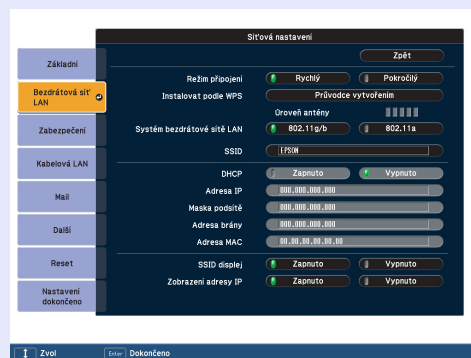 Síťová nastavení
Zpět
Základní
Bezdrátová síť
LAN
Zabezpečení
Kabelová LAN
Mail
Další
Reset
Nastavení
dokončeno
Režim připojení Rychlý Pokročilý
Instalovat podle WPS Průvodce vytvořením
Úroveň antény
Systém bezdrátové sítě LAN 802.11g/b 802.11a
SSID EPSON
DHCP Zapnuto Vypnuto
Adresa IP 000.000.000.000
Maska podsítě 000.000.000.000
Adresa brány 000.000.000.000
Adresa MAC 00.00.00.00.00.00
SSID displej Zapnuto Vypnuto
Zobrazení adresy IP Zapnuto Vypnuto
Zvol Enter Dokončeno